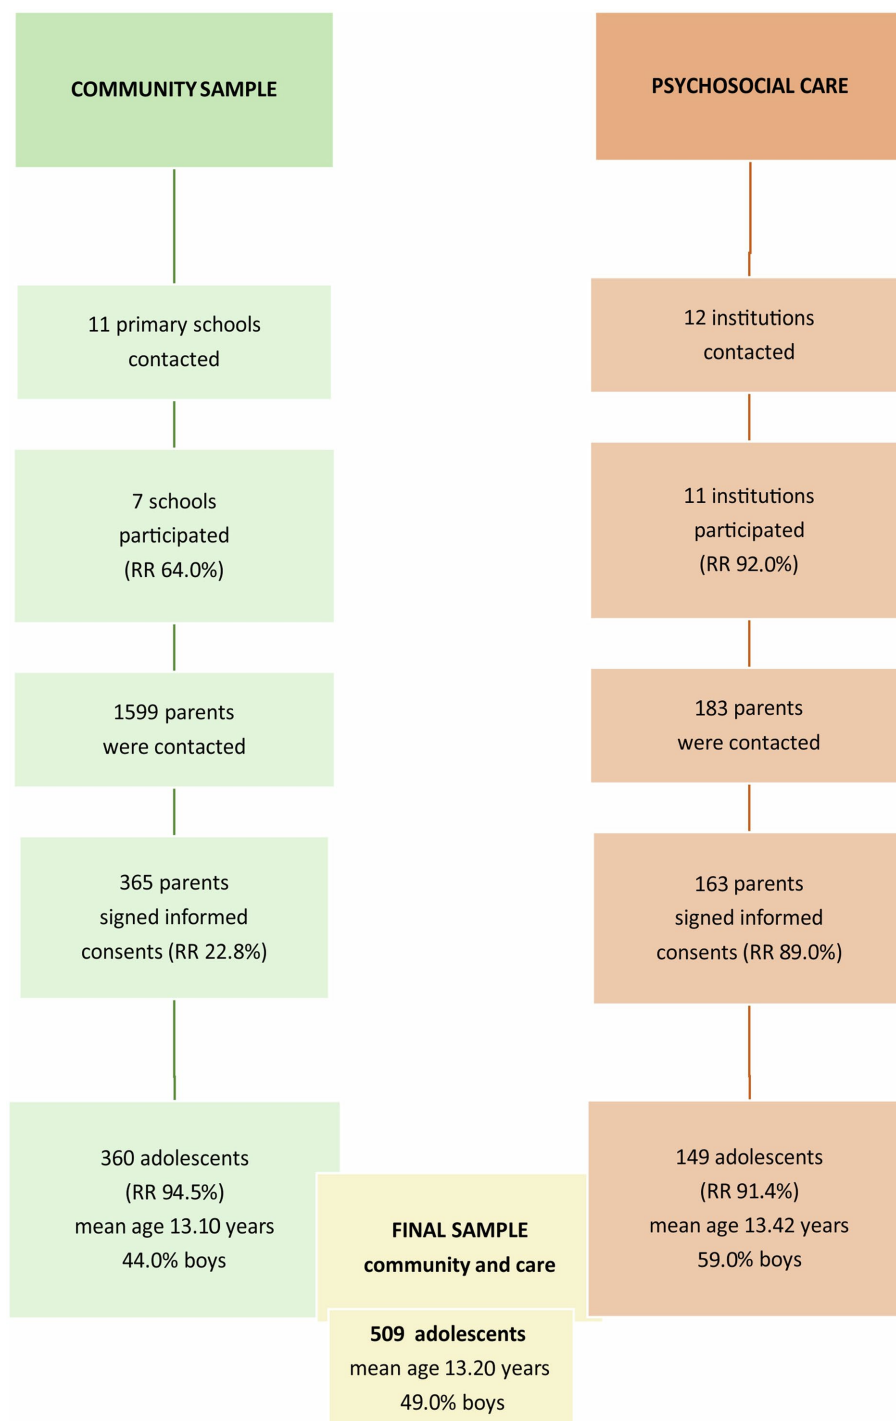 COMMUNITY SAMPLE
11 primary schools
contacted
7 schools
participated
(RR 64.0%)
1599 parents
were contacted
365 parents
signed informed
consents (RR 22.8%)
360 adolescents
(RR 94.5%)
mean age 13.10 years
44.0% boys
PSYCHOSOCIAL CARE
12 institutions
contacted
11 institutions
participated
(RR 92.0%)
183 parents
were contacted
163 parents
signed informed
consents (RR 89.0%)
149 adolescents
(RR 91.4%)
mean age 13.42 years
59.0% boys
FINAL SAMPLE
community and care
509 adolescents
mean age 13.20 years
49.0% boys